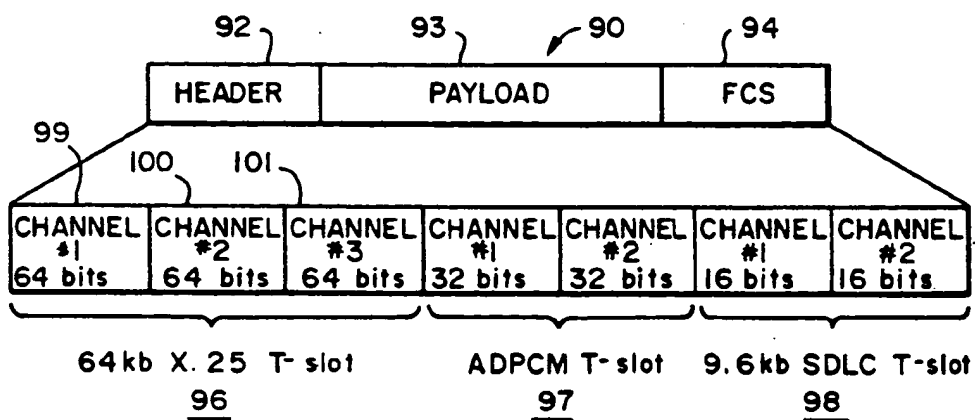 92 93 90 94
HEADER PAYLOAD FCS
99
100 101
CHANNEL CHANNEL CHANNEL CHANNEL CHANNEL CHANNEL CHANNEL
#1 #2 #3 #1 #2 #1 #2
64 bits 64 bits 64 bits 32 bits 32 bits 16 bits 16 bits
64kb X.25 T-slot ADPCM T-slot 9.6kb SDLC T-slot
96 97 98